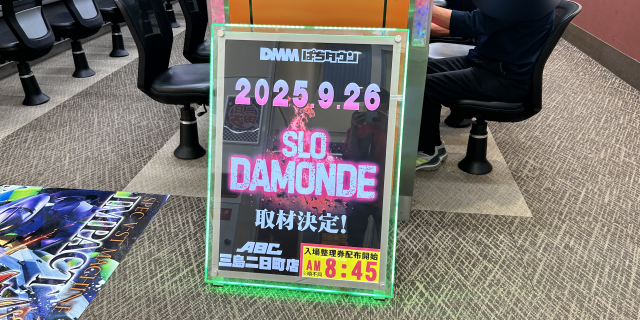 DMM ぱちタウン
2025.9.26
SLO
DAMONDE
取材決定!
ABC
三島二日町店
入場整理券配布開始
AM 8:45
IMPACT